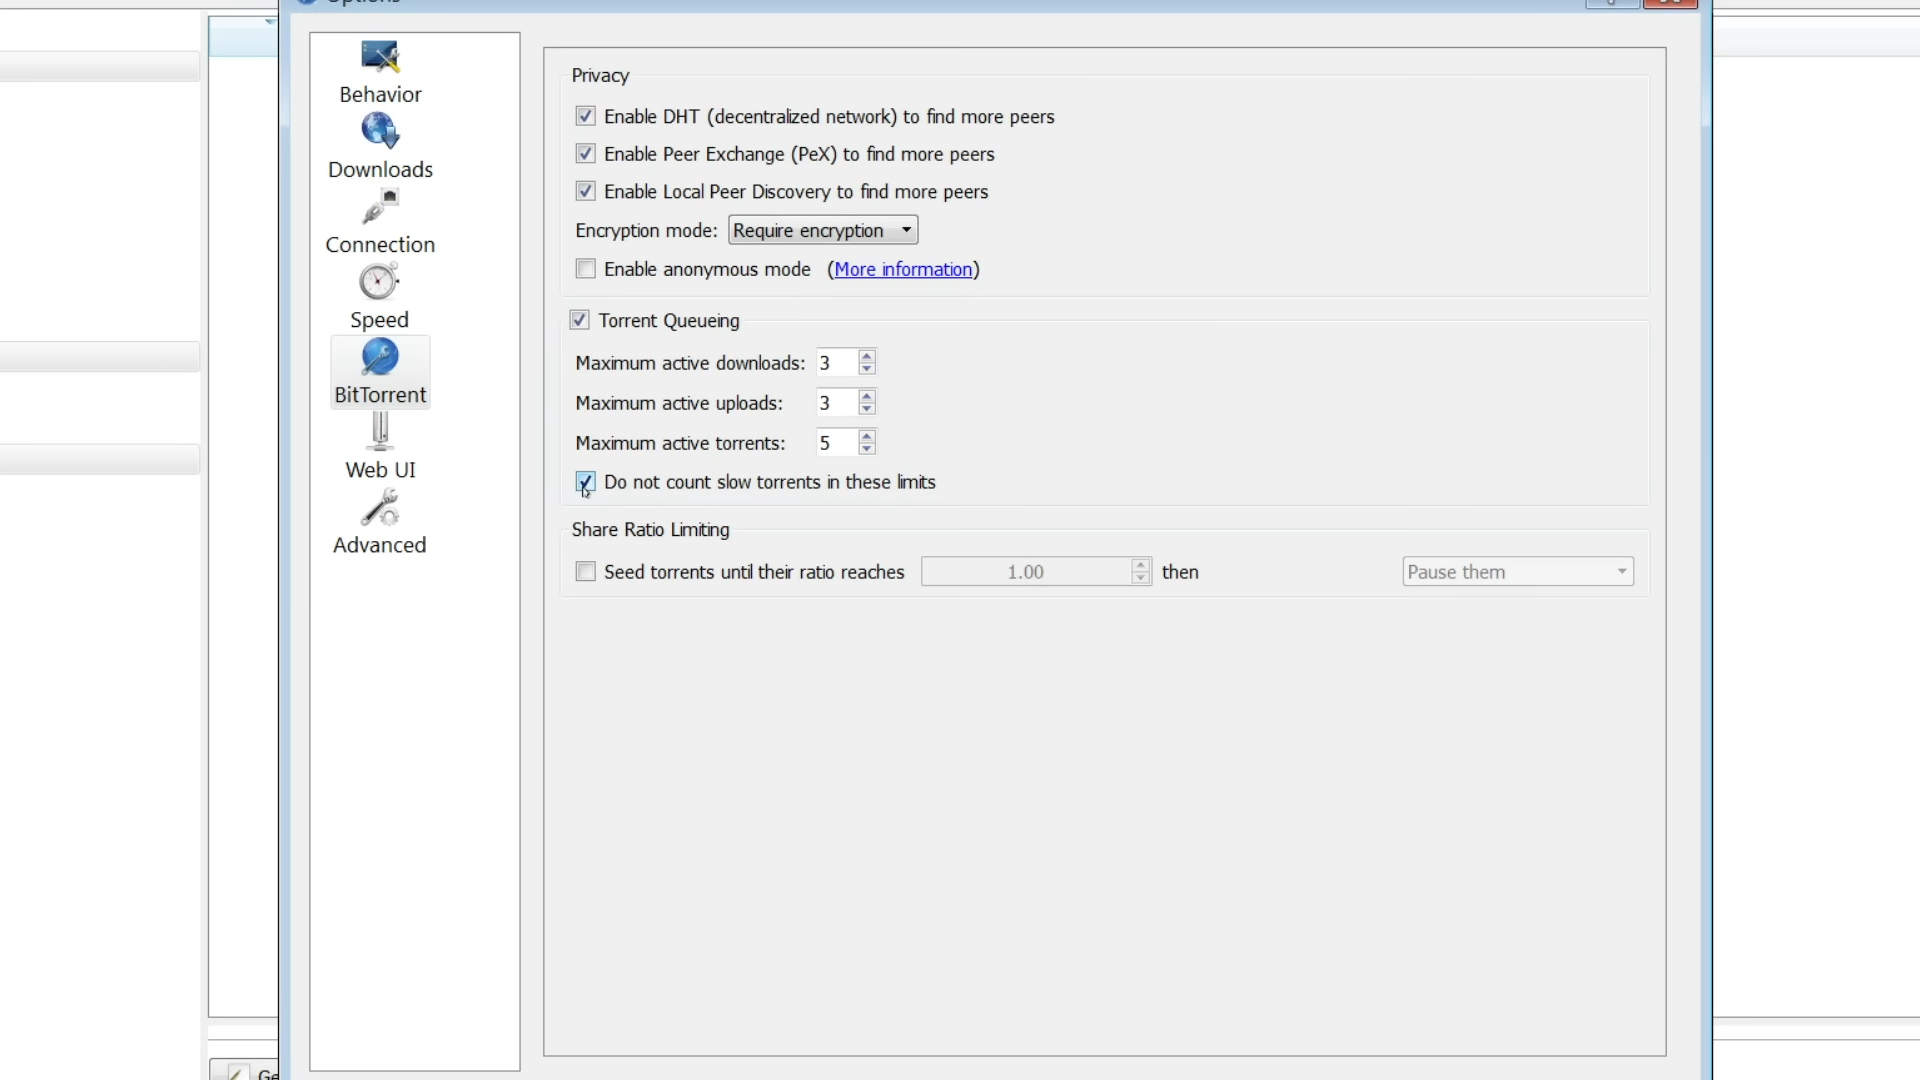 Options
Behavior
Downloads
Connection
Speed
BitTorrent
Web UI
Advanced
Privacy
Enable DHT (decentralized network) to find more peers
Enable Peer Exchange (PeX) to find more peers
Enable Local Peer Discovery to find more peers
Encryption mode: Require encryption
Enable anonymous mode (More information)
Torrent Queueing
Maximum active downloads: 3
Maximum active uploads: 3
Maximum active torrents: 5
Do not count slow torrents in these limits
Share Ratio Limiting
Seed torrents until their ratio reaches 1.00 then Pause them